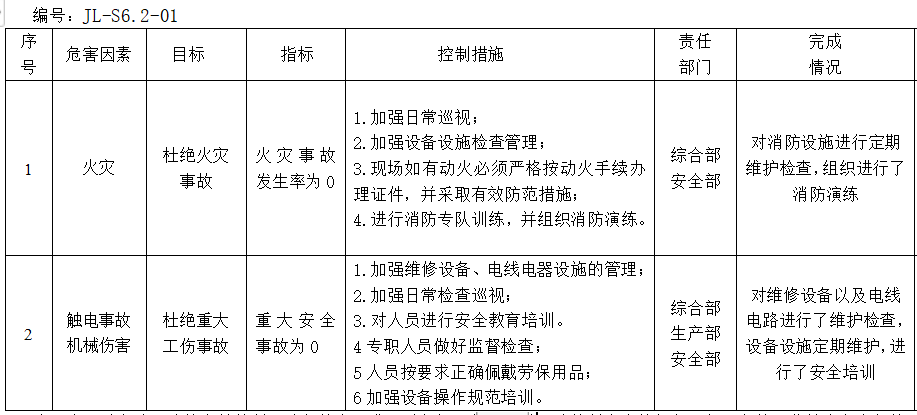 编号：JL-S6.2-01
序号 危害因素 目标 指标 控制措施 责任部门 完成情况
1
火灾
杜绝火灾
事故
火灾事故
发生率为0
1.加强日常巡视；
2.加强设备设施检查管理；
3.现场如有动火必须严格按动火手续办
理证件，并采取有效防范措施；
4.进行消防专队训练，并组织消防演练。
综合部
安全部
对消防设施进行定期
维护检查，组织进行了
消防演练
2
触电事故
机械伤害
杜绝重大
工伤事故
重大安全
事故为0
1.加强维修设备、电线电器设施的管理；
2.加强日常检查巡视；
3.对人员进行安全教育培训。
4专职人员做好监督检查；
5人员按要求正确佩戴劳保用品；
6加强设备操作规范培训。
综合部
生产部
安全部
对维修设备以及电线
电路进行了维护检查，
设备设施定期维护，进
行了安全培训